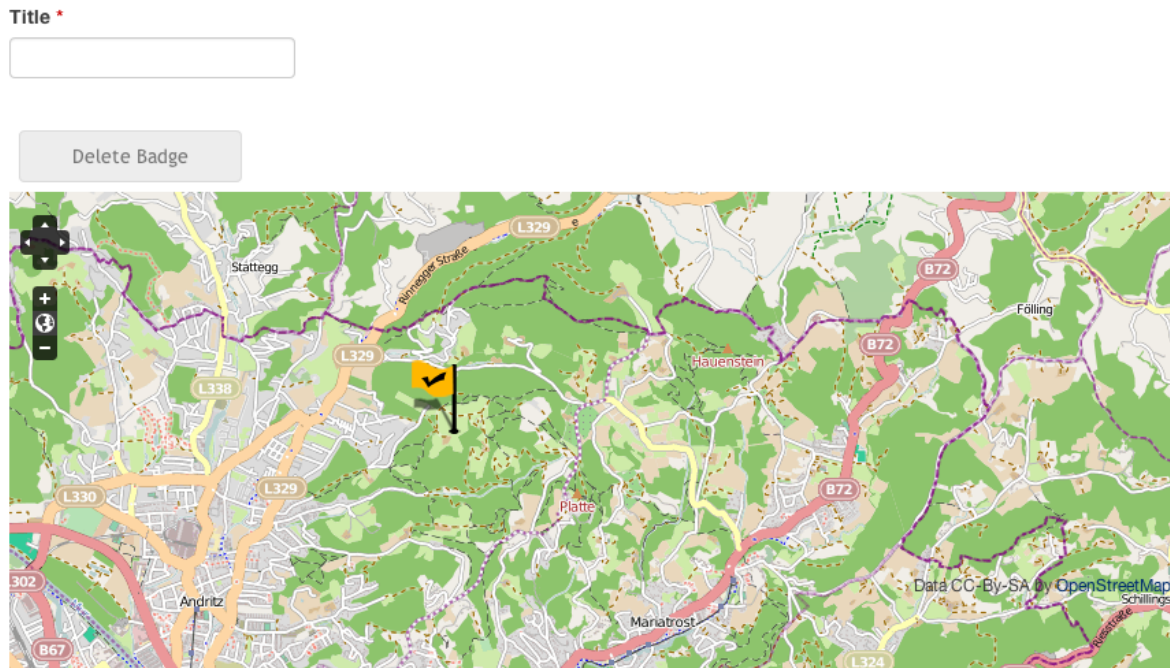 Title *
Delete Badge
L329
e
Rinnegger Straße
Stattegg
B72
Fölling
L329
B72
Hauenstein
L338
L330
L329
B72
Platte
302
Data CC-By-SA by OpenStreetMap
Andritz
Schillings
Mariatrost
Riesstraße
B67
L324